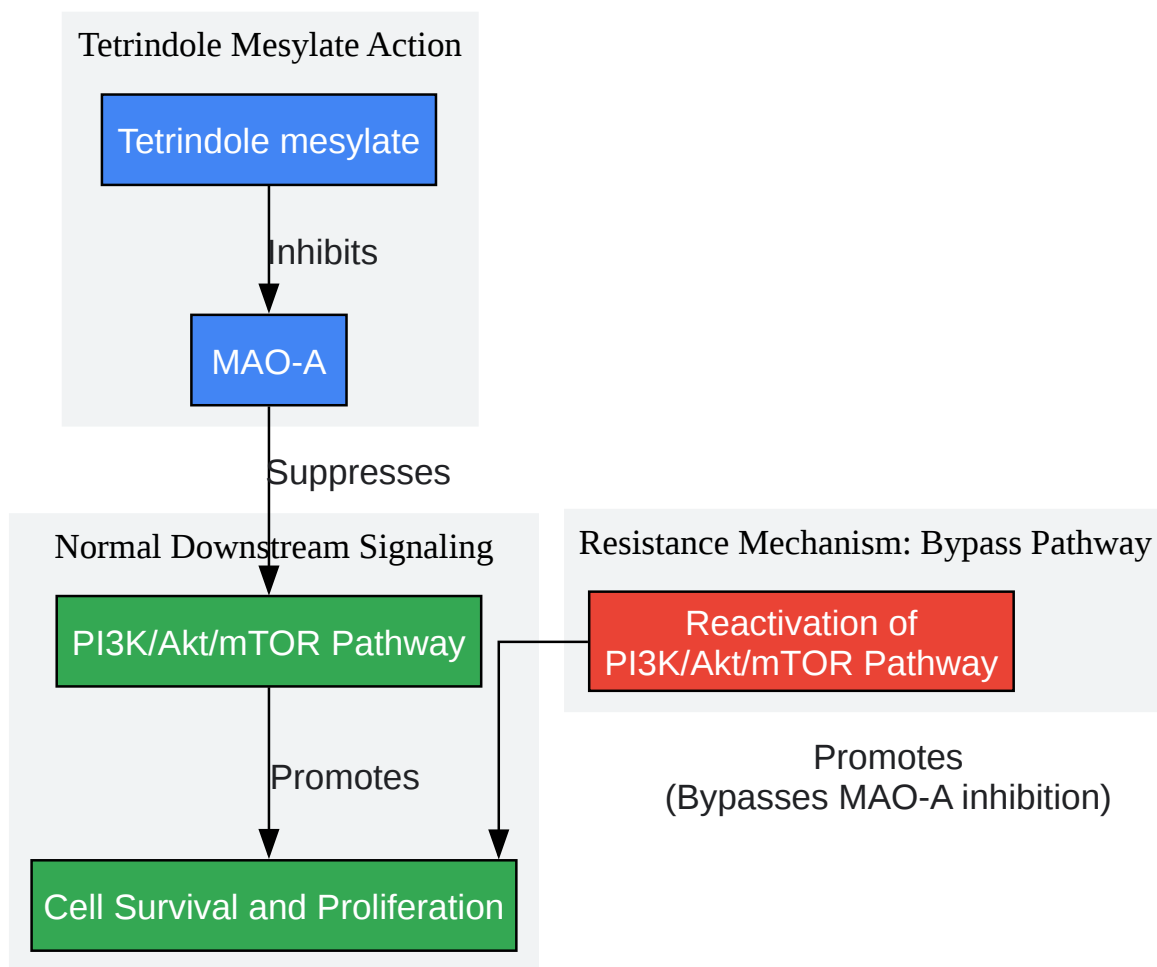 Tetrindole Mesylate Action
Tetrindole mesylate
Inhibits
MAO-A
Suppresses
Normal Downstream Signaling
PI3K/Akt/mTOR Pathway
Promotes
Cell Survival and Proliferation
Resistance Mechanism: Bypass Pathway
Reactivation of
PI3K/Akt/mTOR Pathway
Promotes
(Bypasses MAO-A inhibition)